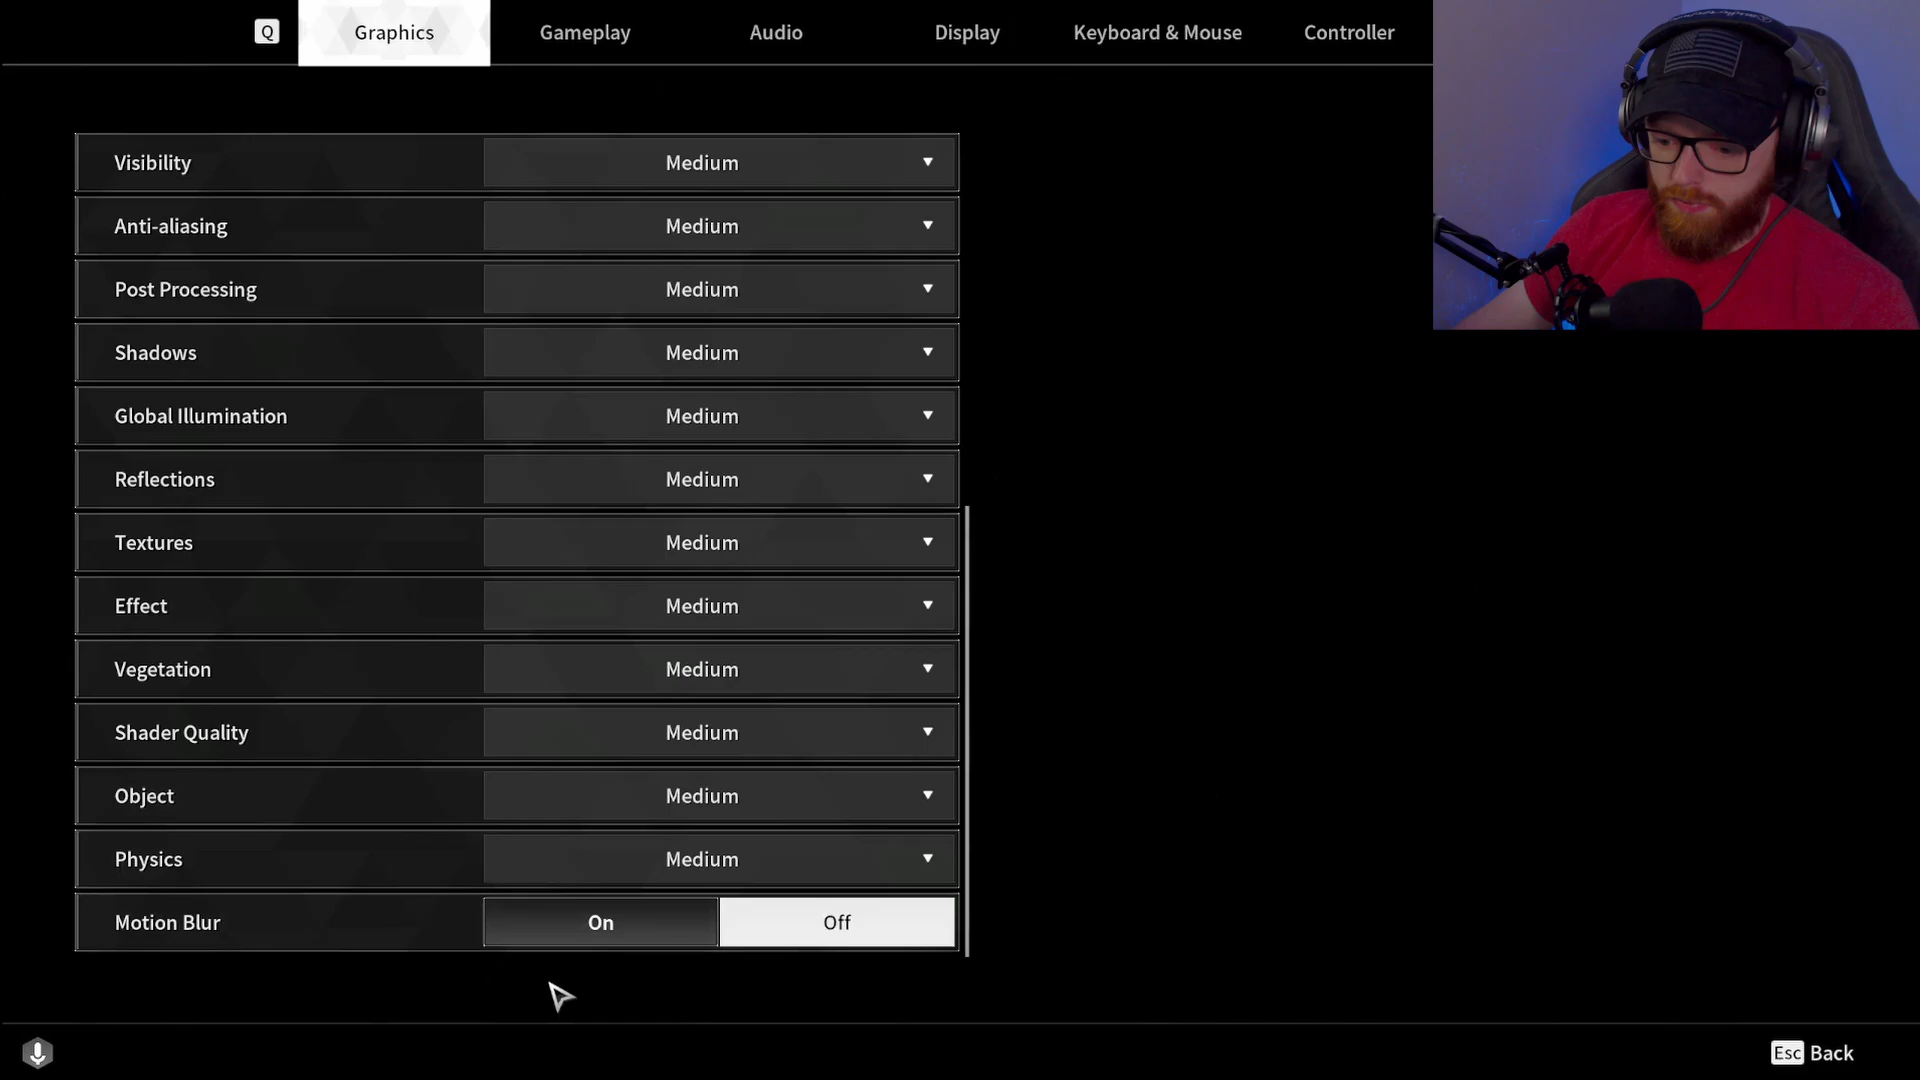 Q Graphics Gameplay Audio Display Keyboard & Mouse Controller
Visibility Medium
Anti-aliasing Medium
Post Processing Medium
Shadows Medium
Global Illumination Medium
Reflections Medium
Textures Medium
Effect Medium
Vegetation Medium
Shader Quality Medium
Object Medium
Physics Medium
Motion Blur On Off
Esc Back